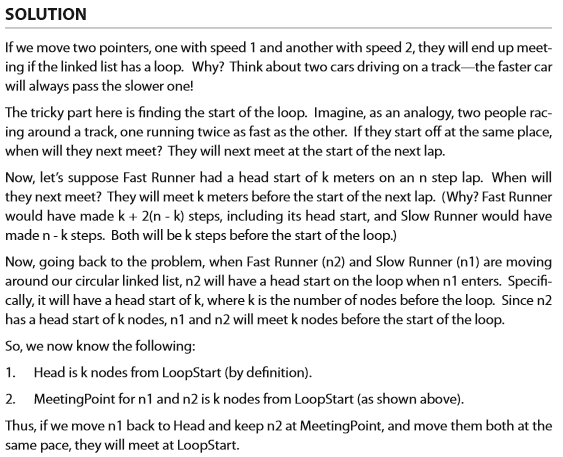 SOLUTION
If we move two pointers, one with speed 1 and another with speed 2, they will end up meet-
ing if the linked list has a loop. Why? Think about two cars driving on a track—the faster car
will always pass the slower one!
The tricky part here is finding the start of the loop. Imagine, as an analogy, two people rac-
ing around a track, one running twice as fast as the other. If they start off at the same place,
when will they next meet? They will next meet at the start of the next lap.
Now, let's suppose Fast Runner had a head start of k meters on an n step lap. When will
they next meet? They will meet k meters before the start of the next lap. (Why? Fast Runner
would have made k + 2(n - k) steps, including its head start, and Slow Runner would have
made n - k steps. Both will be k steps before the start of the loop.)
Now, going back to the problem, when Fast Runner (n2) and Slow Runner (n1) are moving
around our circular linked list, n2 will have a head start on the loop when n1 enters. Specifi-
cally, it will have a head start of k, where k is the number of nodes before the loop. Since n2
has a head start of k nodes, n1 and n2 will meet k nodes before the start of the loop.
So, we now know the following:
1. Head is k nodes from LoopStart (by definition).
2. MeetingPoint for n1 and n2 is k nodes from LoopStart (as shown above).
Thus, if we move n1 back to Head and keep n2 at MeetingPoint, and move them both at the
same pace, they will meet at LoopStart.